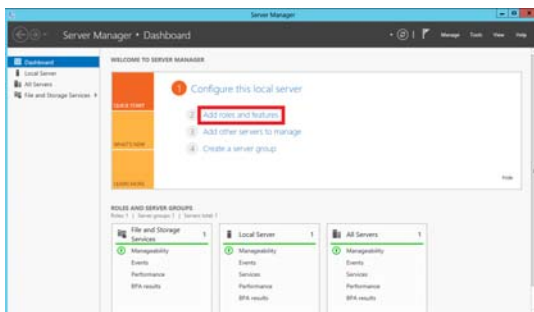 Server Manager
Server Manager • Dashboard
Manage Tools View Help
Dashboard
Local Server
All Servers
File and Storage Services
WELCOME TO SERVER MANAGER
QUICK START
WHAT'S NEW
LEARN MORE
1 Configure this local server
2 Add roles and features
3 Add other servers to manage
4 Create a server group
Hide
ROLES AND SERVER GROUPS
Roles: 1 | Server groups: 1 | Servers total: 1
File and Storage Services 1
Manageability
Events
Performance
BPA results
Local Server 1
Manageability
Events
Services
Performance
BPA results
All Servers 1
Manageability
Events
Services
Performance
BPA results